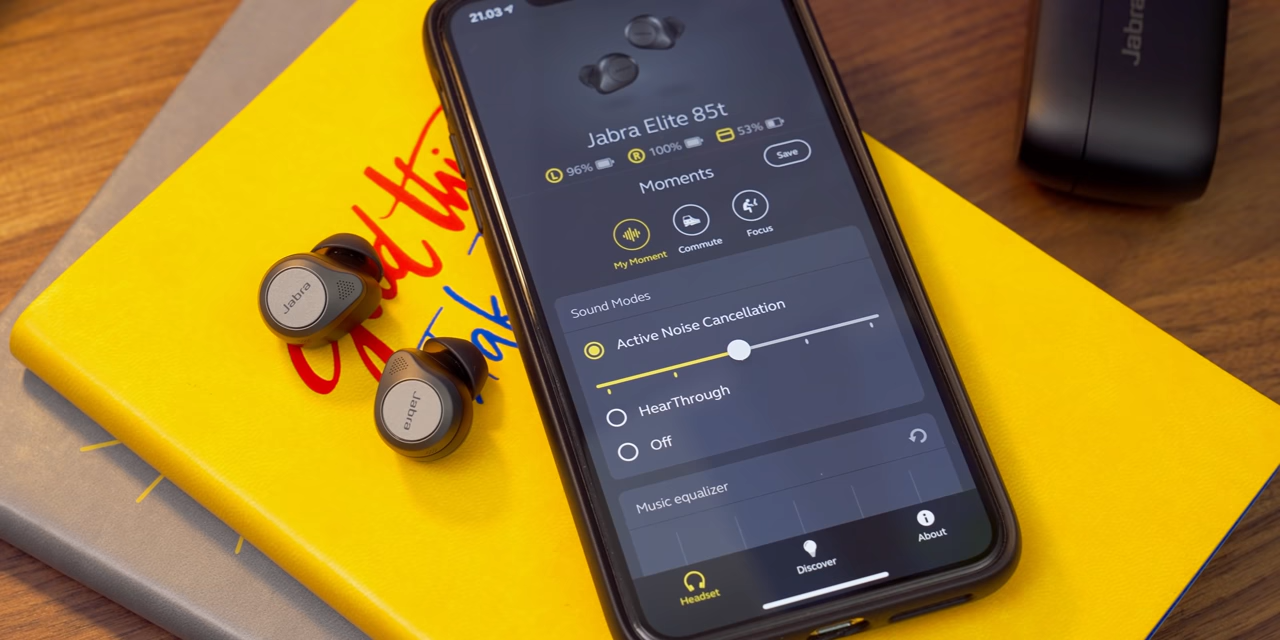 21.03
Jabra Elite 85t
L 96% R 100% 53%
Save
Moments
My Moment Commute Focus
Sound Modes
Active Noise Cancellation
HearThrough
Off
Music equalizer
Headset Discover About
Jabra
Jabra
Jabra